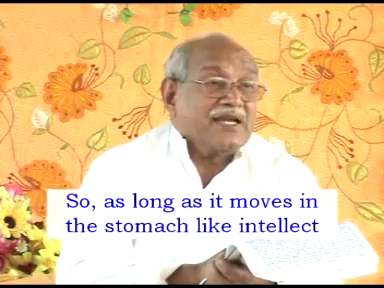 So, as long as it moves in
the stomach like intellect